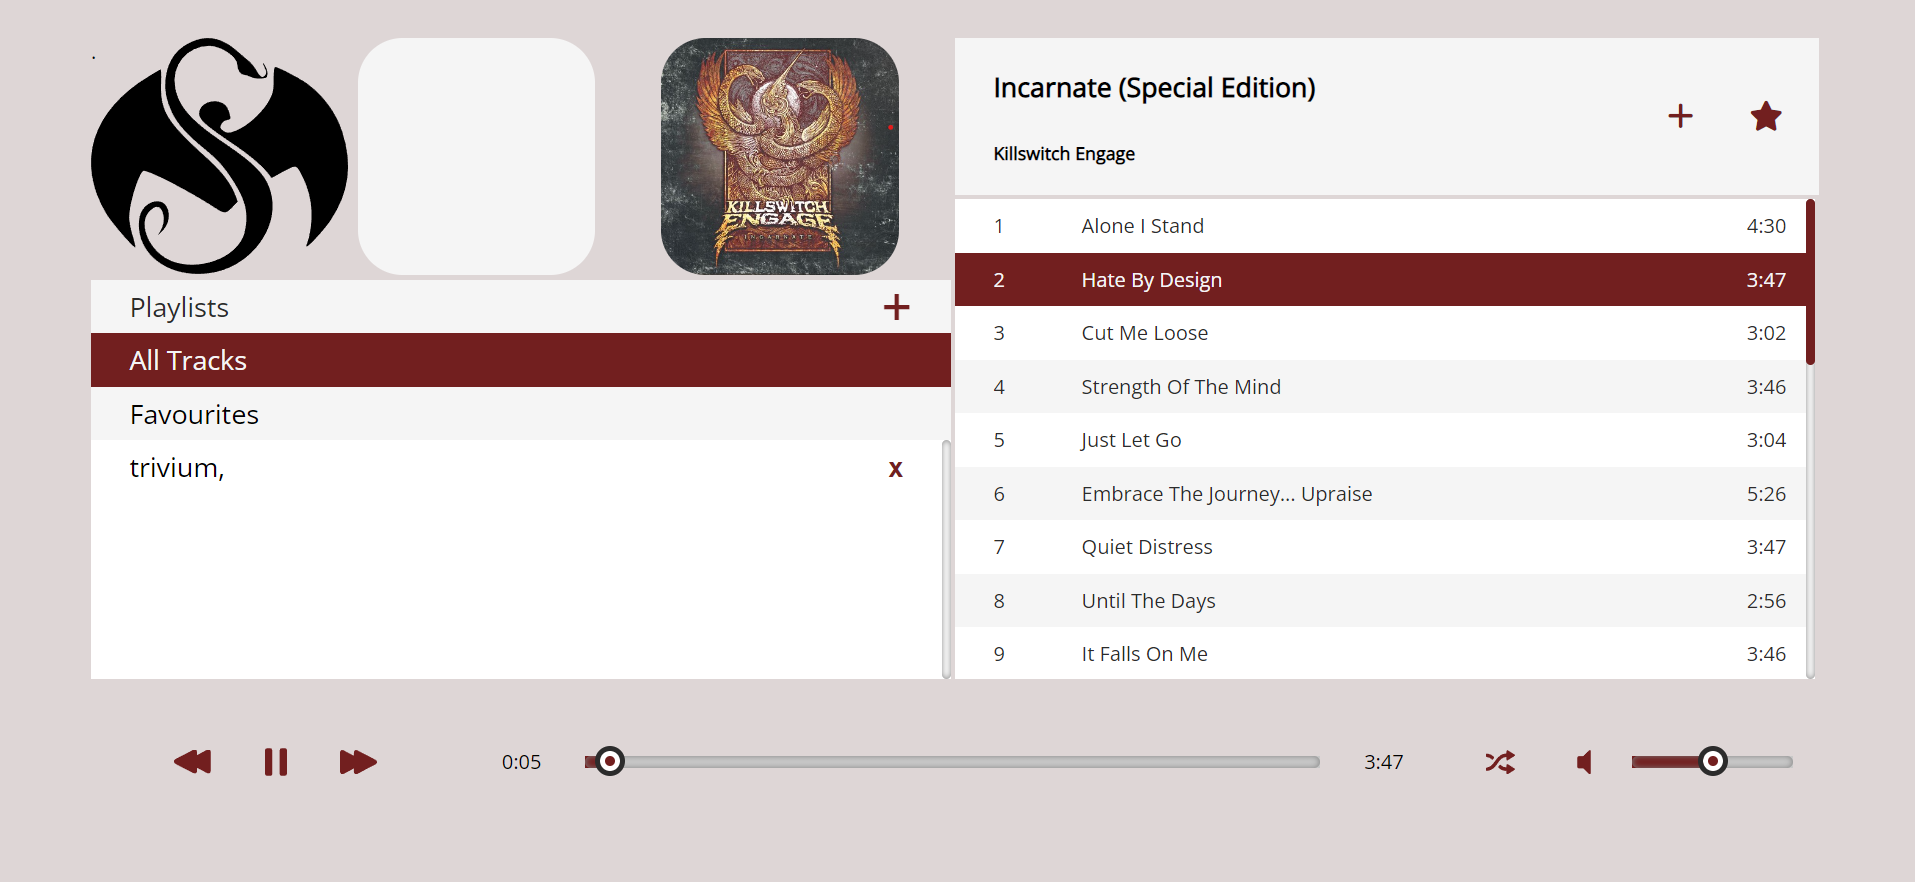 KILLSWITCH
ENGAGE
INCARNATE
Playlists
All Tracks
Favourites
trivium,
x
Incarnate (Special Edition)
Killswitch Engage
1 Alone I Stand 4:30
2 Hate By Design 3:47
3 Cut Me Loose 3:02
4 Strength Of The Mind 3:46
5 Just Let Go 3:04
6 Embrace The Journey... Upraise 5:26
7 Quiet Distress 3:47
8 Until The Days 2:56
9 It Falls On Me 3:46
0:05 3:47